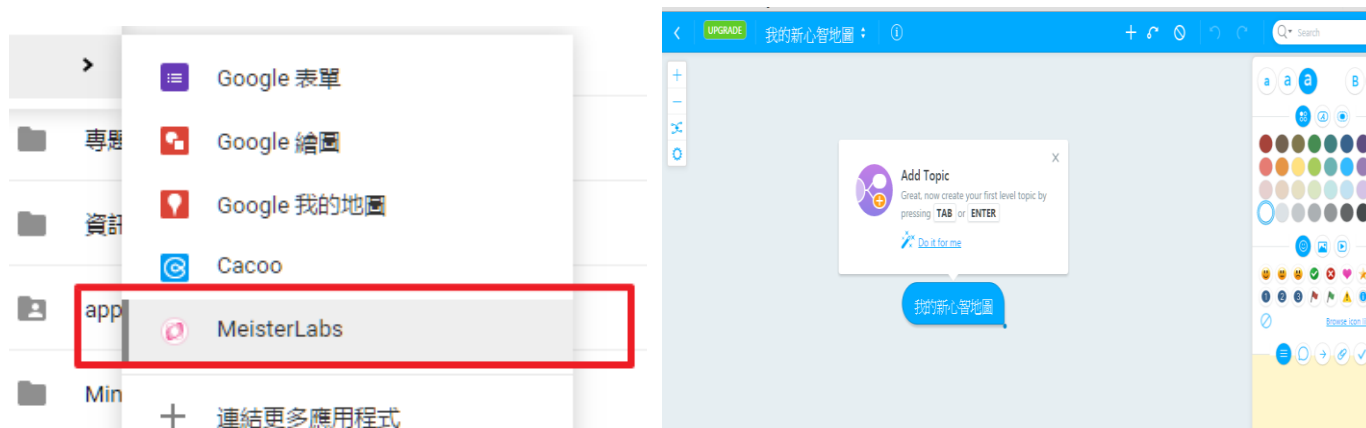 Google 表單
專題
Google 繪圖
Google 我的地圖
資訊
Cacoo
app
MeisterLabs
Min
連結更多應用程式
UPGRADE
我的新心智地圖
Search
Add Topic
X
Great, now create your first level topic by
pressing TAB or ENTER
Do it for me
我的新心智地圖
a a a B
1 2 3
Browse icon li